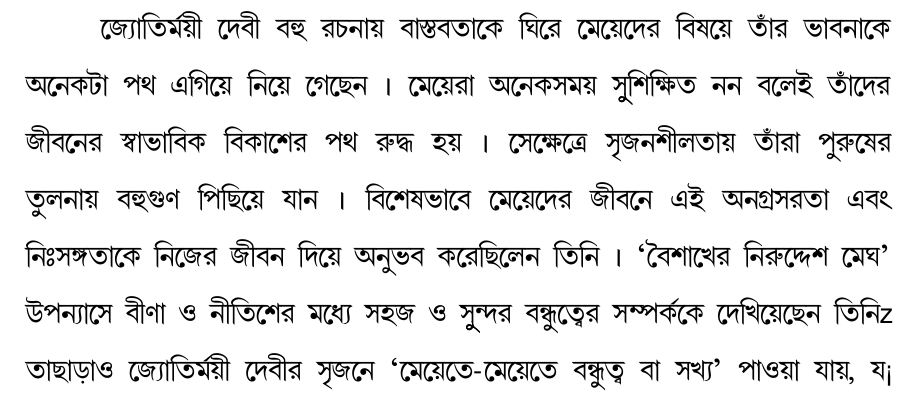 জ্যোতির্ময়ী দেবী বহু রচনায় বাস্তবতাকে ঘিরে মেয়েদের বিষয়ে তাঁর ভাবনাকে
অনেকটা পথ এগিয়ে নিয়ে গেছেন । মেয়েরা অনেকসময় সুশিক্ষিত নন বলেই তাঁদের
জীবনের স্বাভাবিক বিকাশের পথ রুদ্ধ হয় । সেক্ষেত্রে সৃজনশীলতায় তাঁরা পুরুষের
তুলনায় বহুগুণ পিছিয়ে যান । বিশেষভাবে মেয়েদের জীবনে এই অনগ্রসরতা এবং
নিঃসঙ্গতাকে নিজের জীবন দিয়ে অনুভব করেছিলেন তিনি । ‘বৈশাখের নিরুদ্দেশ মেঘ’
উপন্যাসে বীণা ও নীতিশের মধ্যে সহজ ও সুন্দর বন্ধুত্বের সম্পর্ককে দেখিয়েছেন তিনিz
তাছাড়াও জ্যোতির্ময়ী দেবীর সৃজনে ‘মেয়েতে-মেয়েতে বন্ধুত্ব বা সখ্য’ পাওয়া যায়, য¡